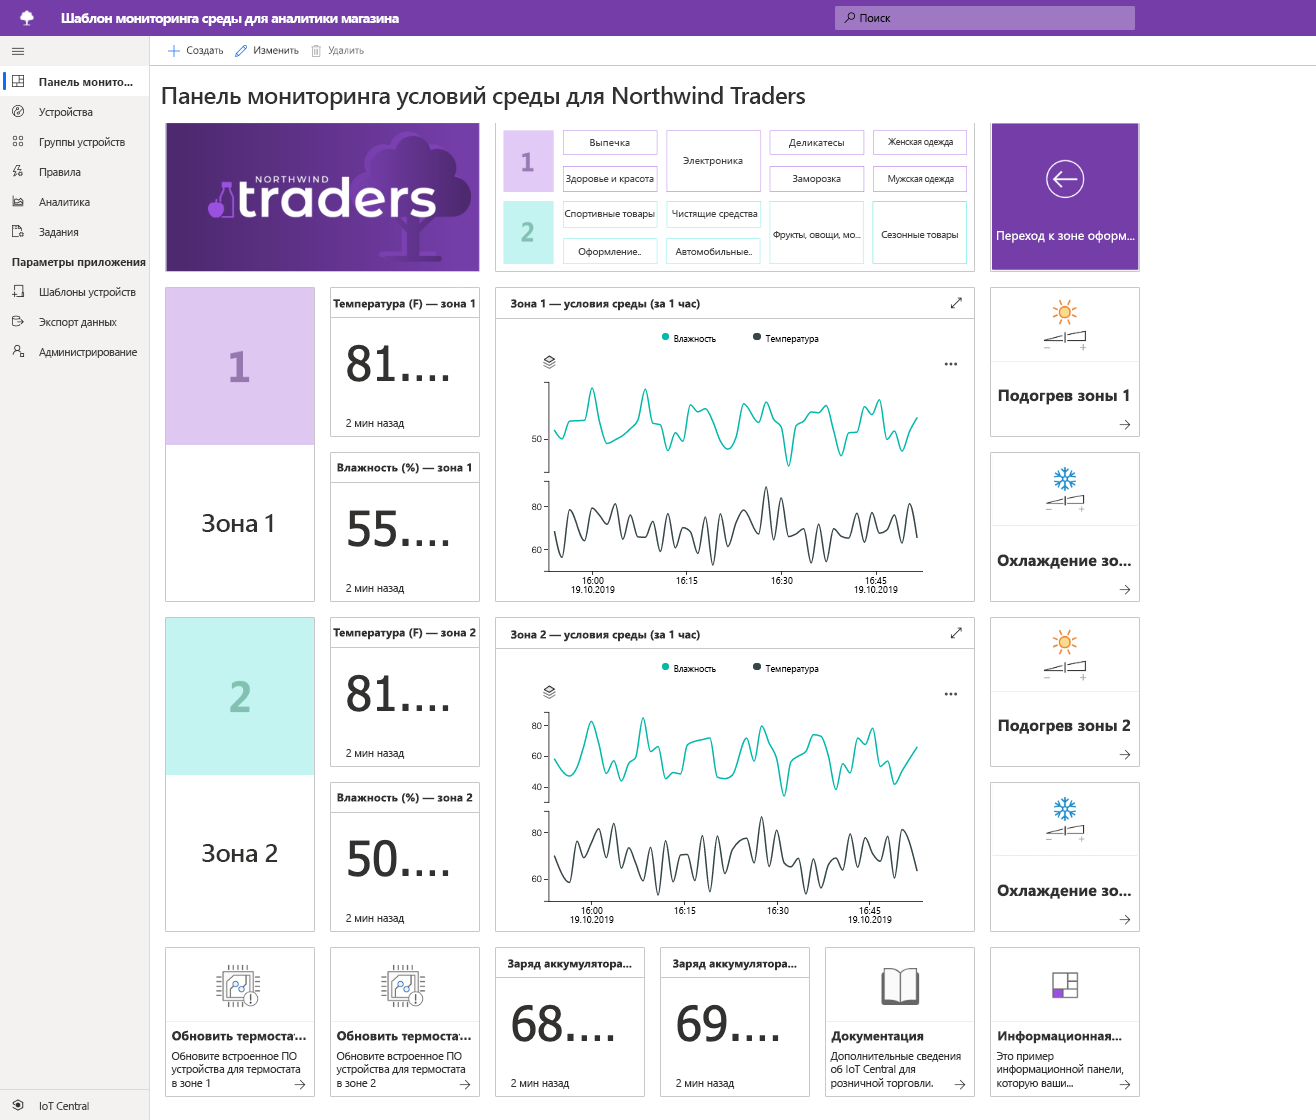 Шаблон мониторинга среды для аналитики магазина
Поиск
Создать
Изменить
Удалить
Панель монито...
Устройства
Группы устройств
Правила
Аналитика
Задания
Параметры приложения
Шаблоны устройств
Экспорт данных
Администрирование
IoT Central
Панель мониторинга условий среды для Northwind Traders
NORTHWIND
traders
1
Выпечка
Электроника
Деликатесы
Женская одежда
Здоровье и красота
Заморозка
Мужская одежда
2
Спортивные товары
Чистящие средства
Фрукты, овощи, мо...
Сезонные товары
Оформление..
Автомобильные..
Переход к зоне оформ...
1
Зона 1
Температура (F) — зона 1
81....
2 мин назад
Влажность (%) — зона 1
55....
2 мин назад
Зона 1 — условия среды (за 1 час)
Влажность
Температура
50
80
60
16:00
16:15
16:30
16:45
19.10.2019
19.10.2019
Подогрев зоны 1
Охлаждение зо...
2
Зона 2
Температура (F) — зона 2
81....
2 мин назад
Влажность (%) — зона 2
50....
2 мин назад
Зона 2 — условия среды (за 1 час)
Влажность
Температура
80
60
40
80
60
16:00
16:15
16:30
16:45
19.10.2019
19.10.2019
Подогрев зоны 2
Охлаждение зо...
Обновить термоста...
Обновите встроенное ПО
устройства для термостата
в зоне 1
Обновить термоста...
Обновите встроенное ПО
устройства для термостата
в зоне 2
Заряд аккумулятора...
68....
2 мин назад
Заряд аккумулятора...
69....
2 мин назад
Документация
Дополнительные сведения
об IoT Central для
розничной торговли.
Информационная...
Это пример
информационной панели,
которую ваши...